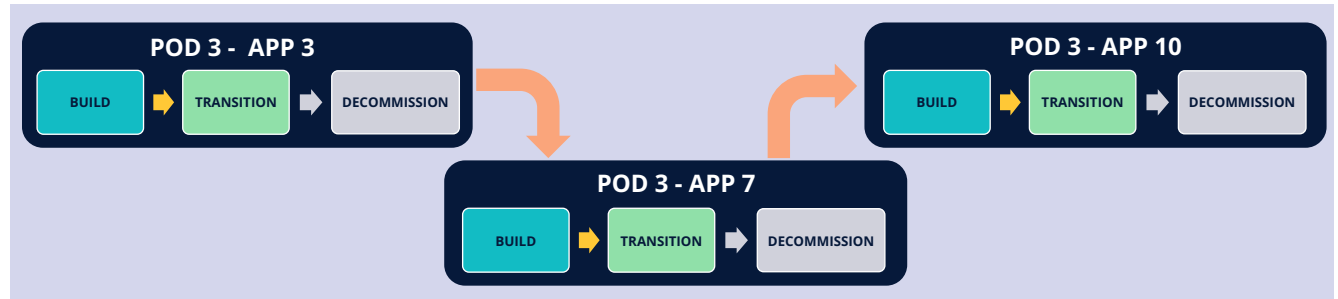 POD 3 - APP 3
BUILD
TRANSITION
DECOMMISSION
POD 3 - APP 7
BUILD
TRANSITION
DECOMMISSION
POD 3 - APP 10
BUILD
TRANSITION
DECOMMISSION